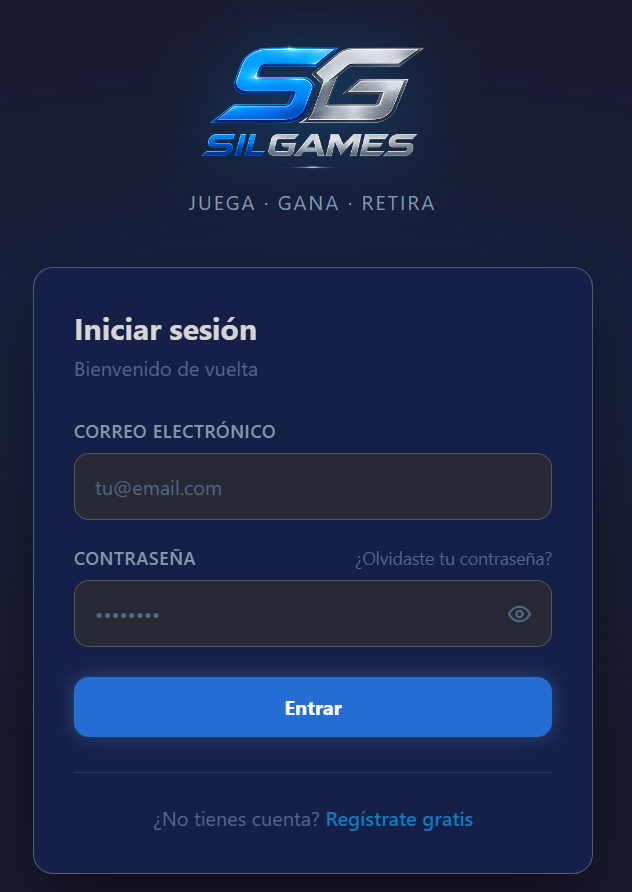 SG
SILGAMES
JUEGA · GANA · RETIRA
Iniciar sesión
Bienvenido de vuelta
CORREO ELECTRÓNICO
tu@email.com
CONTRASEÑA ¿Olvidaste tu contraseña?
••••••••
Entrar
¿No tienes cuenta? Regístrate gratis